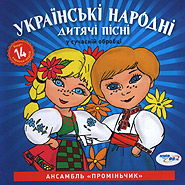 УКРАЇНСЬКІ НАРОДНІ
ДИТЯЧІ ПІСНІ
у сучасній обробці
14
АНСАМБЛЬ «ПРОМІНЬЧИК»